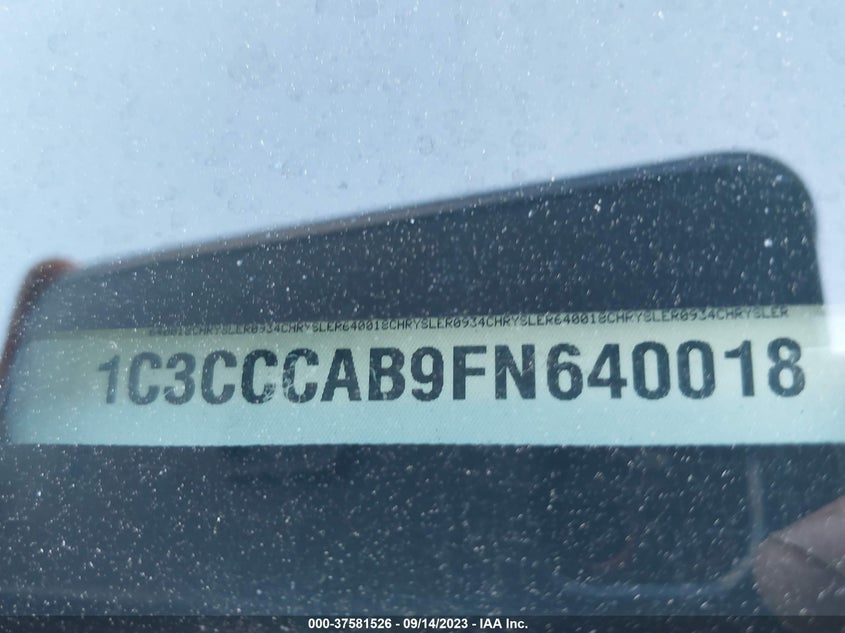 640018CHRYSLER0934CHRYSLER640018CHRYSLER0934CHRYSLER640018CHRYSLER0934CHRYSLER
1C3CCCAB9FN640018
000-37581526 - 09/14/2023 - IAA Inc.